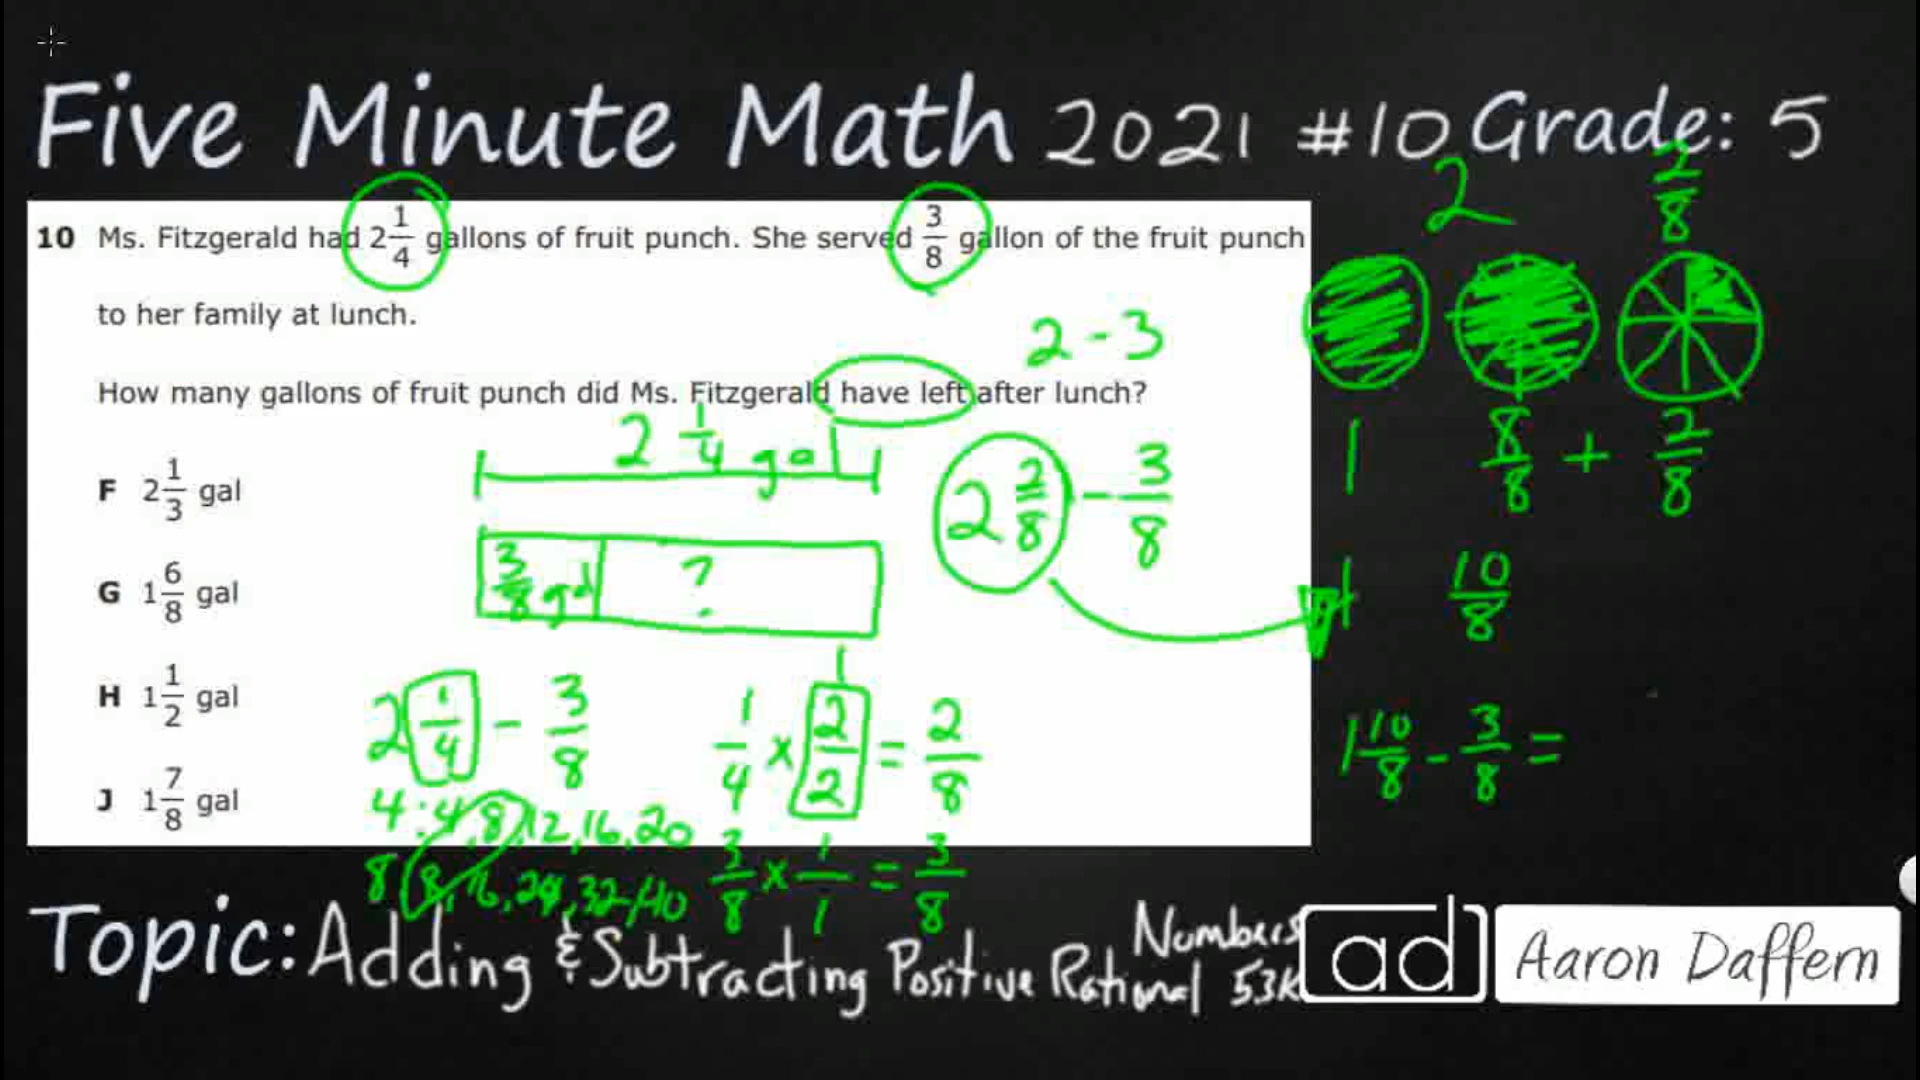 Five Minute Math 2021 #10 Grade: 5
10 Ms. Fitzgerald had 2 1/4 gallons of fruit punch. She served 3/8 gallon of the fruit punch
to her family at lunch.
How many gallons of fruit punch did Ms. Fitzgerald have left after lunch?
F 2 1/3 gal
G 1 6/8 gal
H 1 1/2 gal
J 1 7/8 gal
2 - 3
2 1/4 gal
3/8 gal ?
2 2/8 - 3/8
2 1/4 - 3/8
4: 4, 8, 12, 16, 20
8 8, 16, 24, 32, 40
1
1/4 × 2/2 = 2/8
3/8 × 1/1 = 3/8
2 2/8
1 8/8 + 2/8
1 10/8
1 10/8 - 3/8 =
Topic: Adding & Subtracting Positive Rational Numbers 5.3K
ad Aaron Daffern